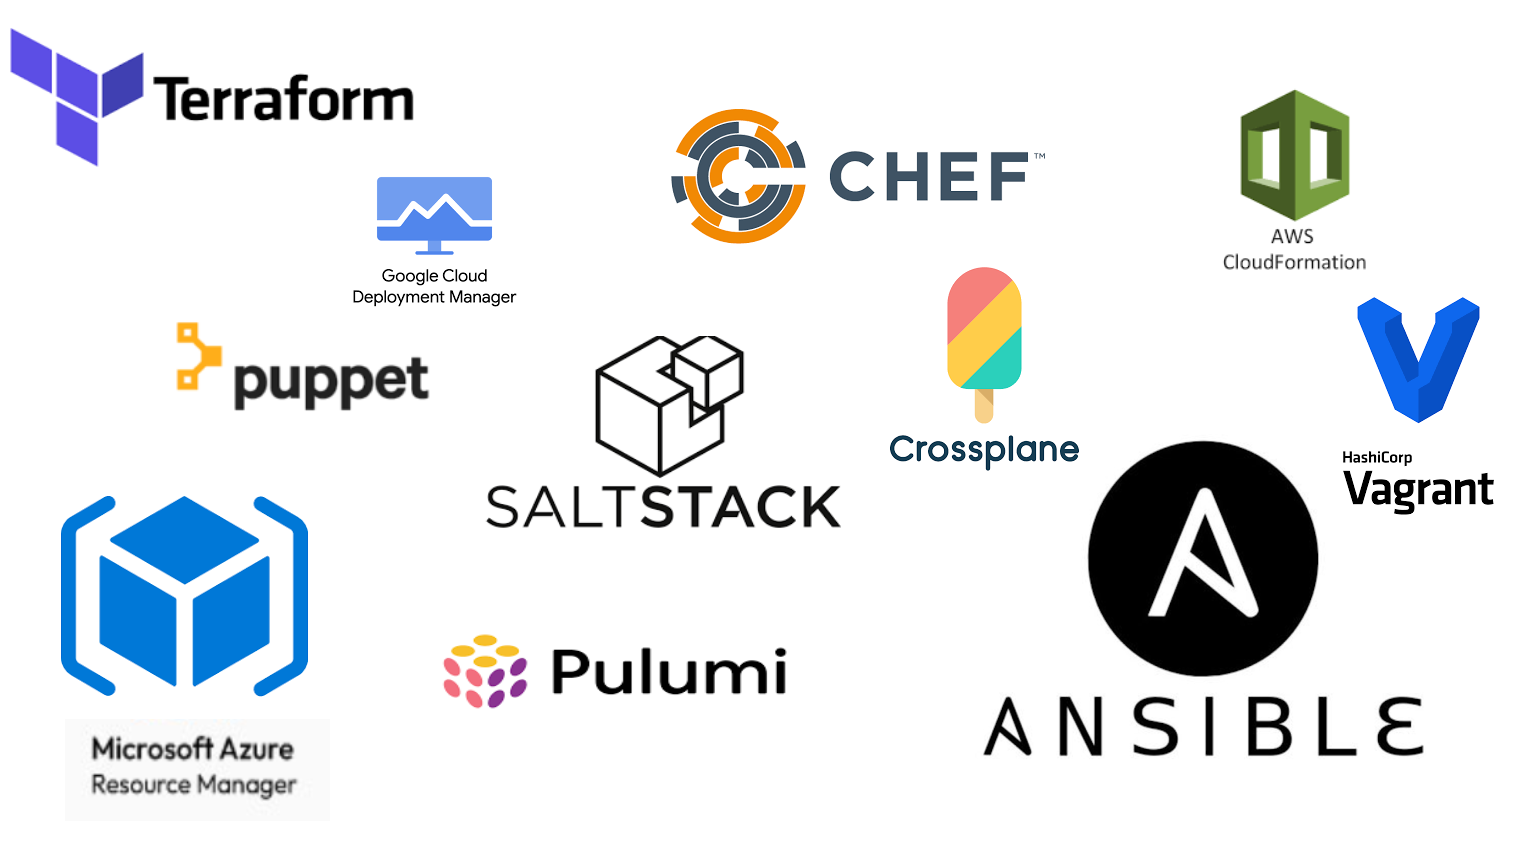 Terraform
CHEF™
AWS
CloudFormation
Google Cloud
Deployment Manager
puppet
SALTSTACK
Crossplane
HashiCorp
Vagrant
Microsoft Azure
Resource Manager
Pulumi
ANSIBLE